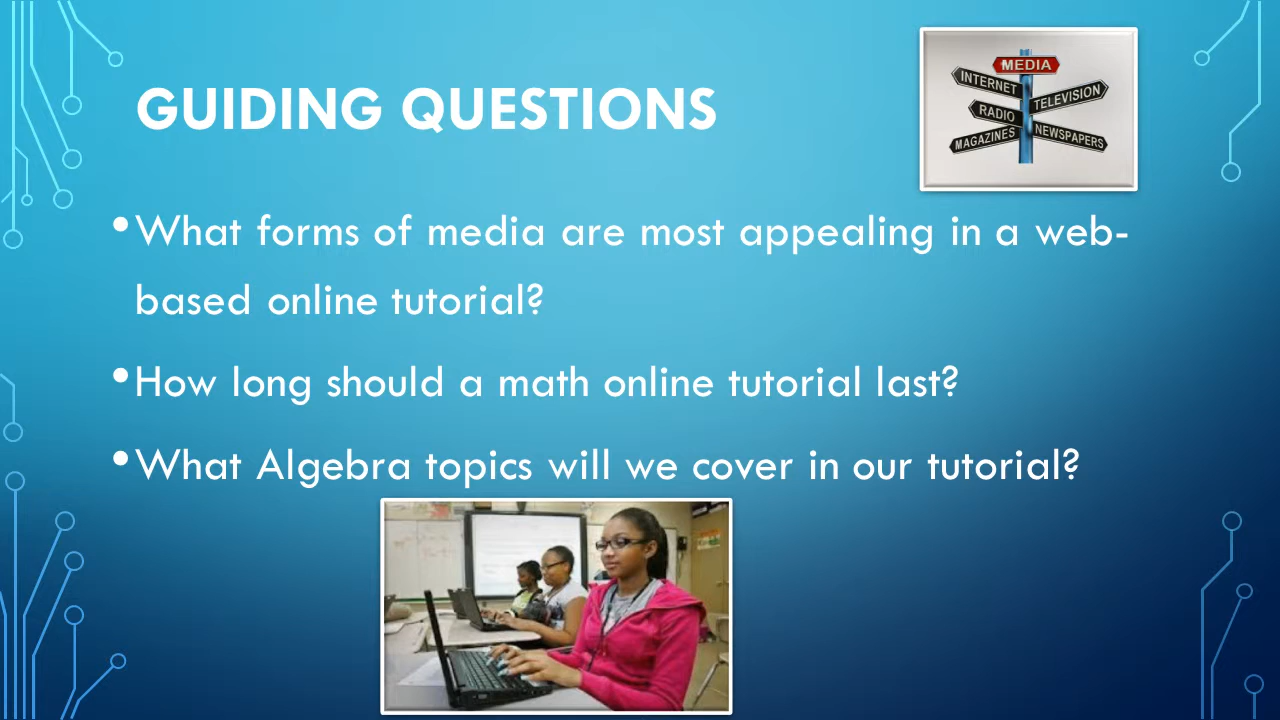 GUIDING QUESTIONS
MEDIA
INTERNET
TELEVISION
RADIO
MAGAZINES
NEWSPAPERS
•What forms of media are most appealing in a web-
based online tutorial?
•How long should a math online tutorial last?
•What Algebra topics will we cover in our tutorial?